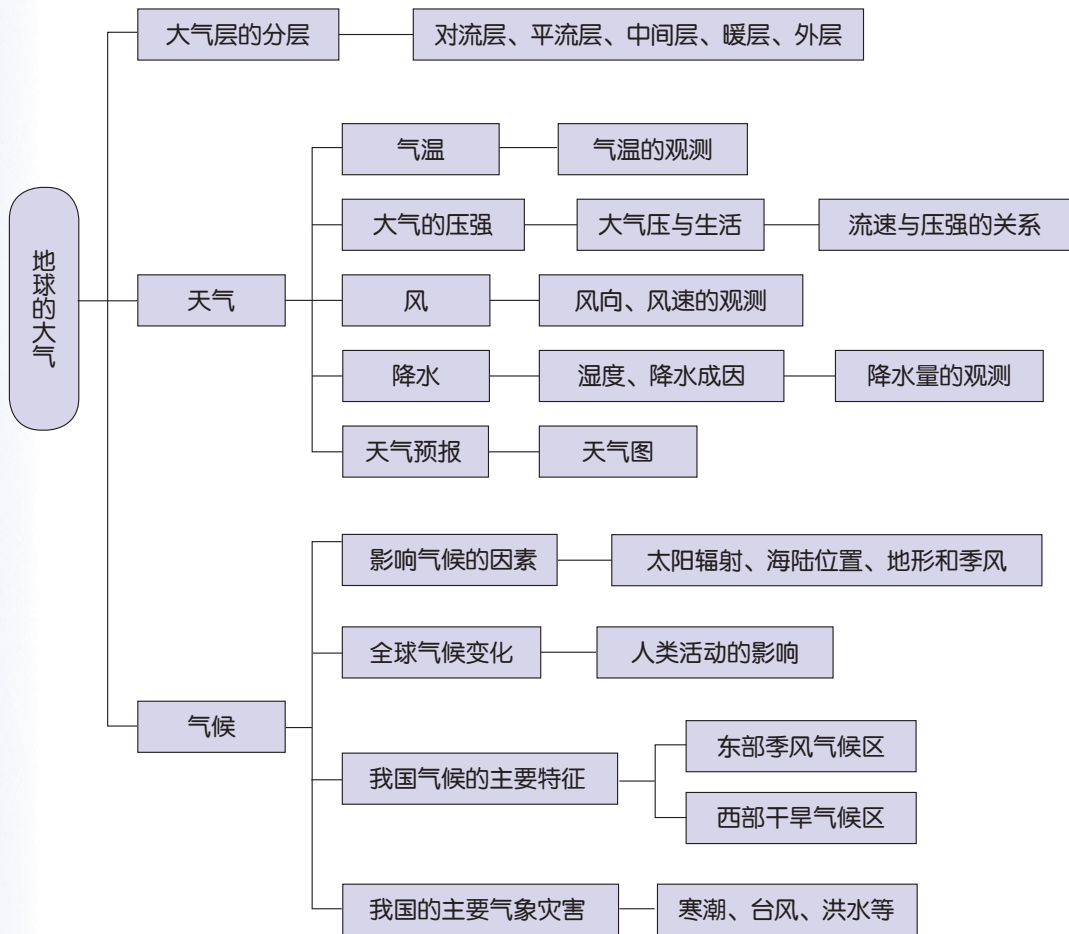 大气层的分层
对流层、平流层、中间层、暖层、外层
气温
气温的观测
大气的压强
大气压与生活
流速与压强的关系
地球的大气
天气
风
风向、风速的观测
降水
湿度、降水成因
降水量的观测
天气预报
天气图
影响气候的因素
太阳辐射、海陆位置、地形和季风
全球气候变化
人类活动的影响
气候
我国气候的主要特征
东部季风气候区
西部干旱气候区
我国的主要气象灾害
寒潮、台风、洪水等